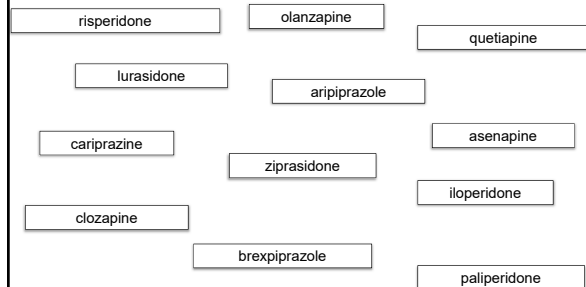 risperidone
olanzapine
quetiapine
lurasidone
aripiprazole
cariprazine
asenapine
ziprasidone
iloperidone
clozapine
brexpiprazole
paliperidone